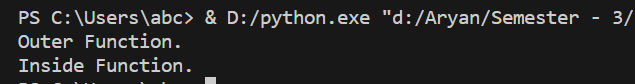 PS C:\Users\abc> & D:/python.exe "d:/Aryan/Semester - 3/
Outer Function.
Inside Function.